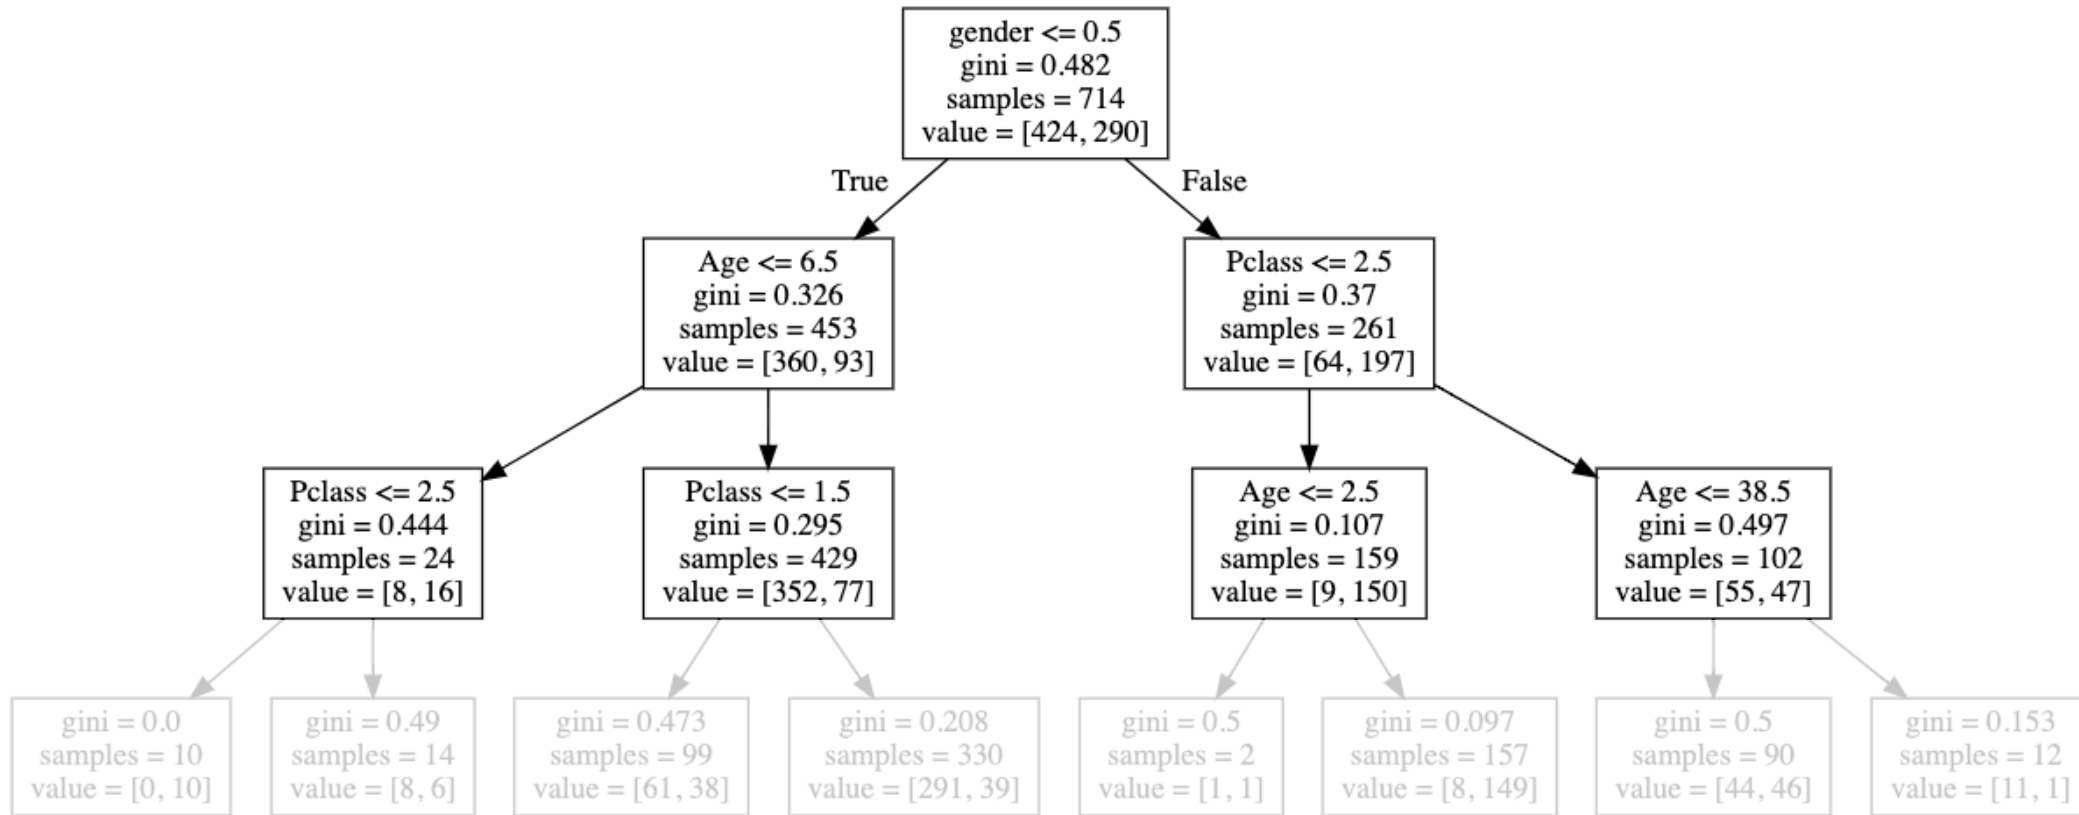 gender <= 0.5
gini = 0.482
samples = 714
value = [424, 290]
True
False
Age <= 6.5
gini = 0.326
samples = 453
value = [360, 93]
Pclass <= 2.5
gini = 0.37
samples = 261
value = [64, 197]
Pclass <= 2.5
gini = 0.444
samples = 24
value = [8, 16]
Pclass <= 1.5
gini = 0.295
samples = 429
value = [352, 77]
Age <= 2.5
gini = 0.107
samples = 159
value = [9, 150]
Age <= 38.5
gini = 0.497
samples = 102
value = [55, 47]
gini = 0.0
samples = 10
value = [0, 10]
gini = 0.49
samples = 14
value = [8, 6]
gini = 0.473
samples = 99
value = [61, 38]
gini = 0.208
samples = 330
value = [291, 39]
gini = 0.5
samples = 2
value = [1, 1]
gini = 0.097
samples = 157
value = [8, 149]
gini = 0.5
samples = 90
value = [44, 46]
gini = 0.153
samples = 12
value = [11, 1]